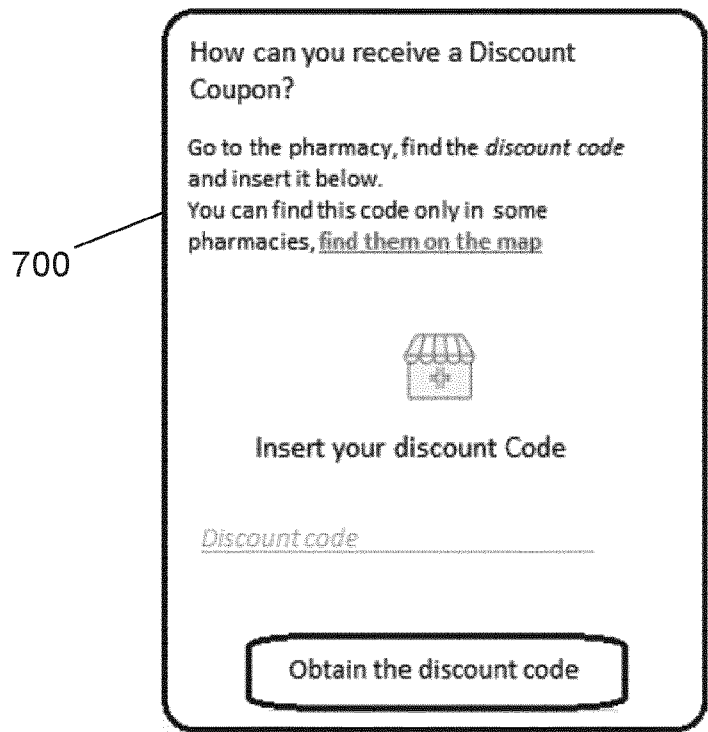 How can you receive a Discount
Coupon?
Go to the pharmacy, find the discount code
and insert it below.
You can find this code only in some
pharmacies, find them on the map
700
Insert your discount Code
Discount code
Obtain the discount code